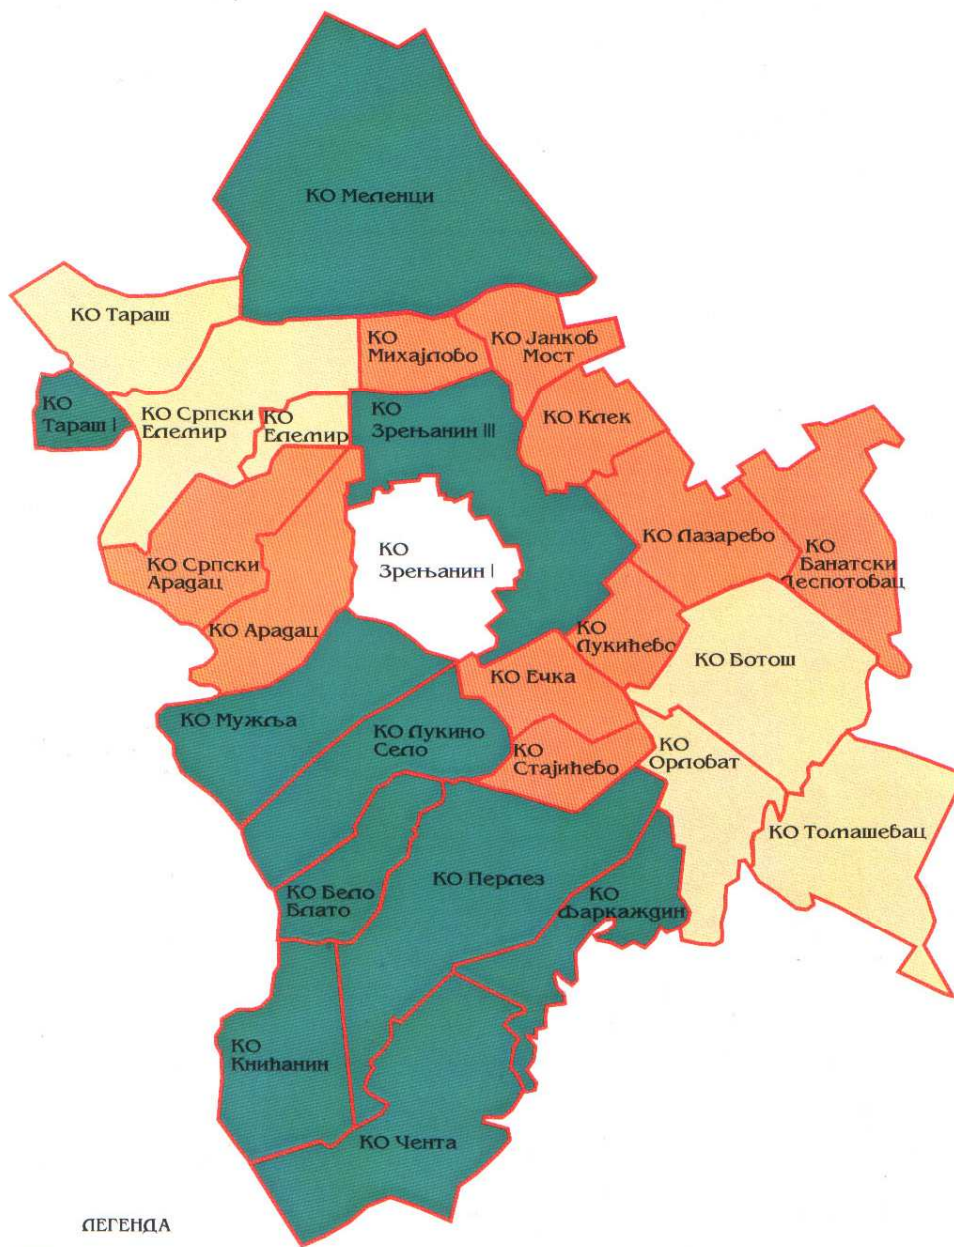 КО Меленци
КО Тараш
КО
Михајлово
КО Јанков
Мост
КО
Тараш I
КО Српски
Елемир
КО
Елемир
КО
Зрењанин III
КО Клек
КО Лазарево
КО
Банатски
Деспотовац
КО
Зрењанин I
КО Српски
Арадац
КО Арадац
КО
Лукићево
КО Ботош
КО Ечка
КО Мужља
КО Лукино
Село
КО
Стајићево
КО
Орловат
КО Томашевац
КО Перлез
КО Бело
Блато
КО
Фаркаждин
КО
Книћанин
КО Чента
ЛЕГЕНДА